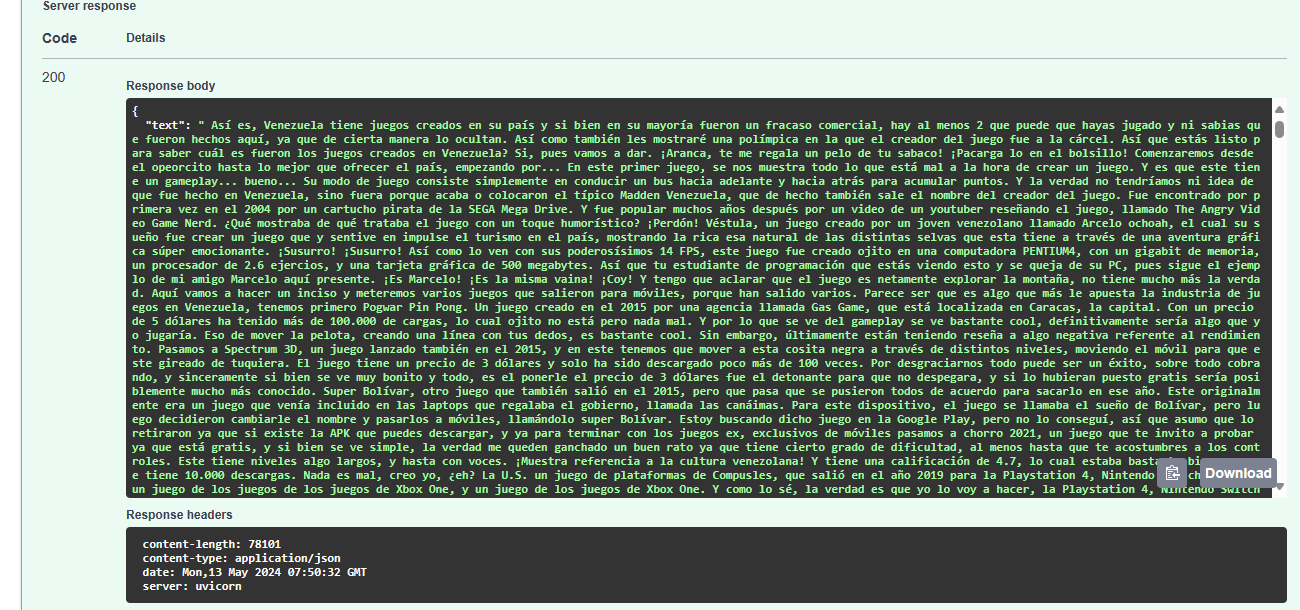 Server response
Code Details
200
Response body
{
"text": " Así es, Venezuela tiene juegos creados en su país y si bien en su mayoría fueron un fracaso comercial, hay al menos 2 que puede que hayas jugado y ni sabias qu
e fueron hechos aquí, ya que de cierta manera lo ocultan. Así como también les mostraré una polímpica en la que el creador del juego fue a la cárcel. Así que estás listo p
ara saber cuál es fueron los juegos creados en Venezuela? Si, pues vamos a dar. ¡Aranca, te me regala un pelo de tu sabaco! ¡Pacarga lo en el bolsillo! Comenzaremos desde
el opeorcito hasta lo mejor que ofrecer el país, empezando por... En este primer juego, se nos muestra todo lo que está mal a la hora de crear un juego. Y es que este tien
e un gameplay... bueno... Su modo de juego consiste simplemente en conducir un bus hacia adelante y hacia atrás para acumular puntos. Y la verdad no tendríamos ni idea de
que fue hecho en Venezuela, sino fuera porque acaba o colocaron el típico Madden Venezuela, que de hecho también sale el nombre del creador del juego. Fue encontrado por p
rimera vez en el 2004 por un cartucho pirata de la SEGA Mega Drive. Y fue popular muchos años después por un video de un youtuber reseñando el juego, llamado The Angry Vid
eo Game Nerd. ¿Qué mostraba de qué trataba el juego con un toque humorístico? ¡Perdón! Véstula, un juego creado por un joven venezolano llamado Arcelo ochoah, el cual su s
ueño fue crear un juego que y sentive en impulse el turismo en el país, mostrando la rica esa natural de las distintas selvas que esta tiene a través de una aventura gráfi
ca súper emocionante. ¡Susurro! ¡Susurro! Así como lo ven con sus poderosísimos 14 FPS, este juego fue creado ojito en una computadora PENTIUM4, con un gigabit de memoria,
un procesador de 2.6 ejercios, y una tarjeta gráfica de 500 megabytes. Así que tu estudiante de programación que estás viendo esto y se queja de su PC, pues sigue el ejemp
lo de mi amigo Marcelo aquí presente. ¡Es Marcelo! ¡Es la misma vaina! ¡Coy! Y tengo que aclarar que el juego es netamente explorar la montaña, no tiene mucho más la verda
d. Aquí vamos a hacer un inciso y meteremos varios juegos que salieron para móviles, porque han salido varios. Parece ser que es algo que más le apuesta la industria de ju
egos en Venezuela, tenemos primero Pogwar Pin Pong. Un juego creado en el 2015 por una agencia llamada Gas Game, que está localizada en Caracas, la capital. Con un precio
de 5 dólares ha tenido más de 100.000 de cargas, lo cual ojito no está pero nada mal. Y por lo que se ve del gameplay se ve bastante cool, definitivamente sería algo que y
o jugaría. Eso de mover la pelota, creando una línea con tus dedos, es bastante cool. Sin embargo, últimamente están teniendo reseña a algo negativa referente al rendimien
to. Pasamos a Spectrum 3D, un juego lanzado también en el 2015, y en este tenemos que mover a esta cosita negra a través de distintos niveles, moviendo el móvil para que e
ste gireado de tuquiera. El juego tiene un precio de 3 dólares y solo ha sido descargado poco más de 100 veces. Por desgraciarnos todo puede ser un éxito, sobre todo cobra
ndo, y sinceramente si bien se ve muy bonito y todo, es el ponerle el precio de 3 dólares fue el detonante para que no despegara, y si lo hubieran puesto gratis sería posi
blemente mucho más conocido. Super Bolívar, otro juego que también salió en el 2015, pero que pasa que se pusieron todos de acuerdo para sacarlo en ese año. Este originalm
ente era un juego que venía incluido en las laptops que regalaba el gobierno, llamada las canáimas. Para este dispositivo, el juego se llamaba el sueño de Bolívar, pero lu
ego decidieron cambiarle el nombre y pasarlos a móviles, llamándolo super Bolívar. Estoy buscando dicho juego en la Google Play, pero no lo conseguí, así que asumo que lo
retiraron ya que si existe la APK que puedes descargar, y ya para terminar con los juegos ex, exclusivos de móviles pasamos a chorro 2021, un juego que te invito a probar
ya que está gratis, y si bien se ve simple, la verdad me queden ganchado un buen rato ya que tiene cierto grado de dificultad, al menos hasta que te acostumbres a los cont
roles. Este tiene niveles algo largos, y hasta con voces. ¡Muestra referencia a la cultura venezolana! Y tiene una calificación de 4.7, lo cual estaba
e tiene 10.000 descargas. Nada es mal, creo yo, ¿eh? La U.S. un juego de plataformas de Compusles, que salió en el año 2019 para la Playstation 4, Nintendo
un juego de los juegos de los juegos de Xbox One, y un juego de los juegos de Xbox One. Y como lo sé, la verdad es que yo lo voy a hacer, la Playstation 4, Nintendo Switch
Download
Response headers
content-length: 78101
content-type: application/json
date: Mon,13 May 2024 07:50:32 GMT
server: uvicorn